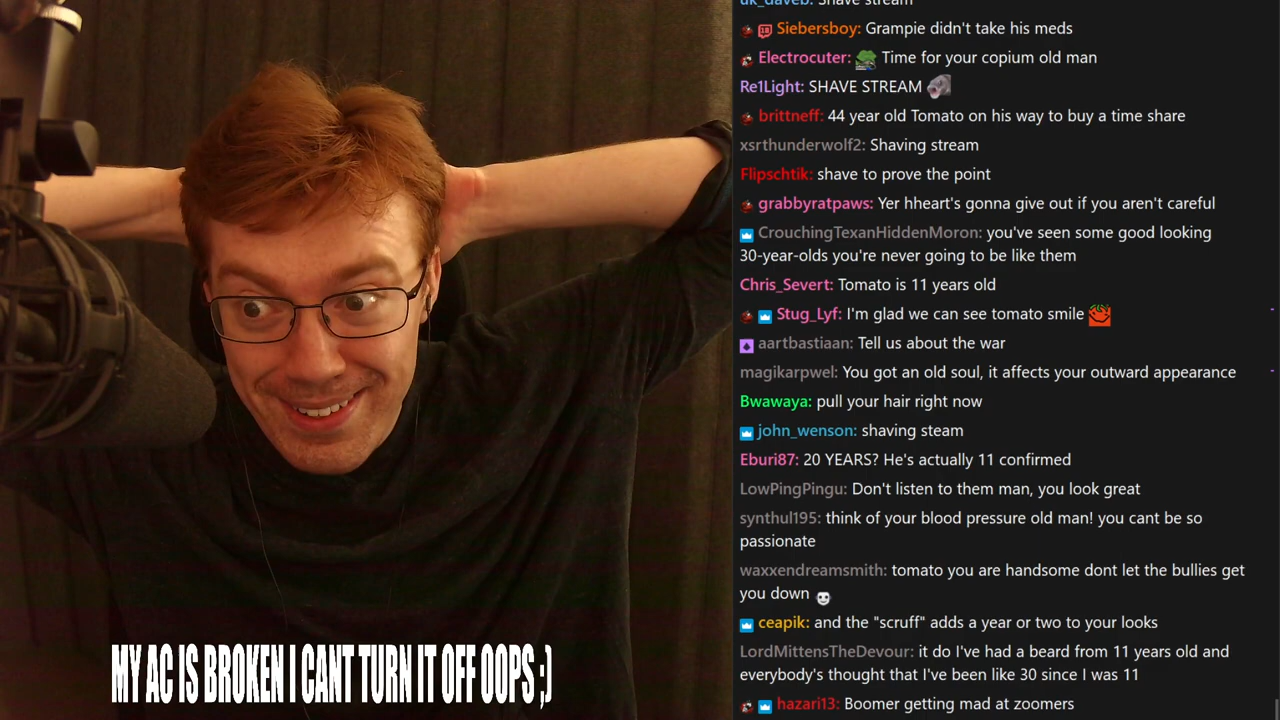 uk_daveb: Shave stream
Siebersboy: Grampie didn't take his meds
Electrocuter: Time for your copium old man
Re1Light: SHAVE STREAM
brittneff: 44 year old Tomato on his way to buy a time share
xsrthunderwolf2: Shaving stream
Flipschtik: shave to prove the point
grabbyratpaws: Yer hheart's gonna give out if you aren't careful
CrouchingTexanHiddenMoron: you've seen some good looking
30-year-olds you're never going to be like them
Chris_Severt: Tomato is 11 years old
Stug_Lyf: I'm glad we can see tomato smile
aartbastiaan: Tell us about the war
magikarpwel: You got an old soul, it affects your outward appearance
Bwawaya: pull your hair right now
john_wenson: shaving steam
Eburi87: 20 YEARS? He's actually 11 confirmed
LowPingPingu: Don't listen to them man, you look great
synthul195: think of your blood pressure old man! you cant be so
passionate
waxxendreamsmith: tomato you are handsome dont let the bullies get
you down
ceapik: and the "scruff" adds a year or two to your looks
LordMittensTheDevour: it do I've had a beard from 11 years old and
everybody's thought that I've been like 30 since I was 11
hazari13: Boomer getting mad at zoomers
MY AC IS BROKEN I CANT TURN IT OFF OOPS ;)